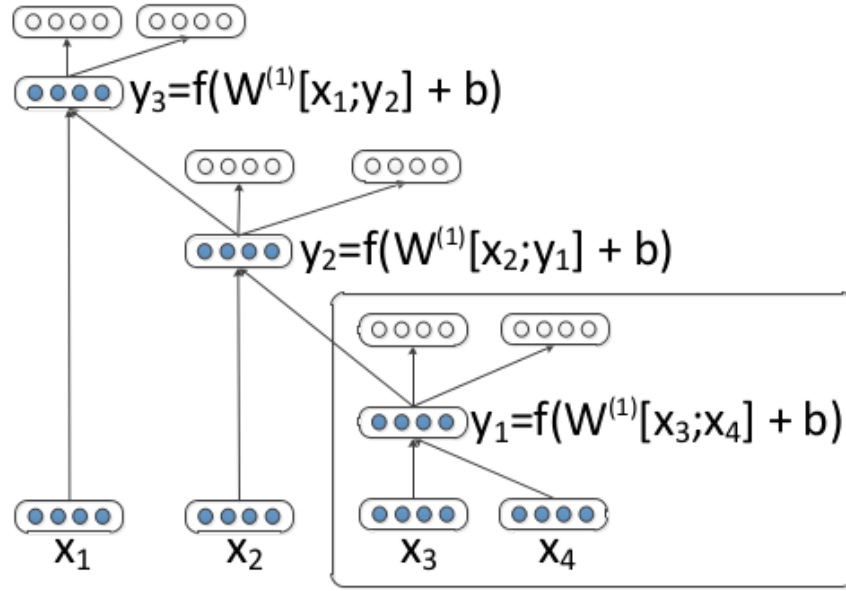 y₃=f(W⁽¹⁾[x₁;y₂] + b)
y₂=f(W⁽¹⁾[x₂;y₁] + b)
y₁=f(W⁽¹⁾[x₃;x₄] + b)
x₁ x₂ x₃ x₄